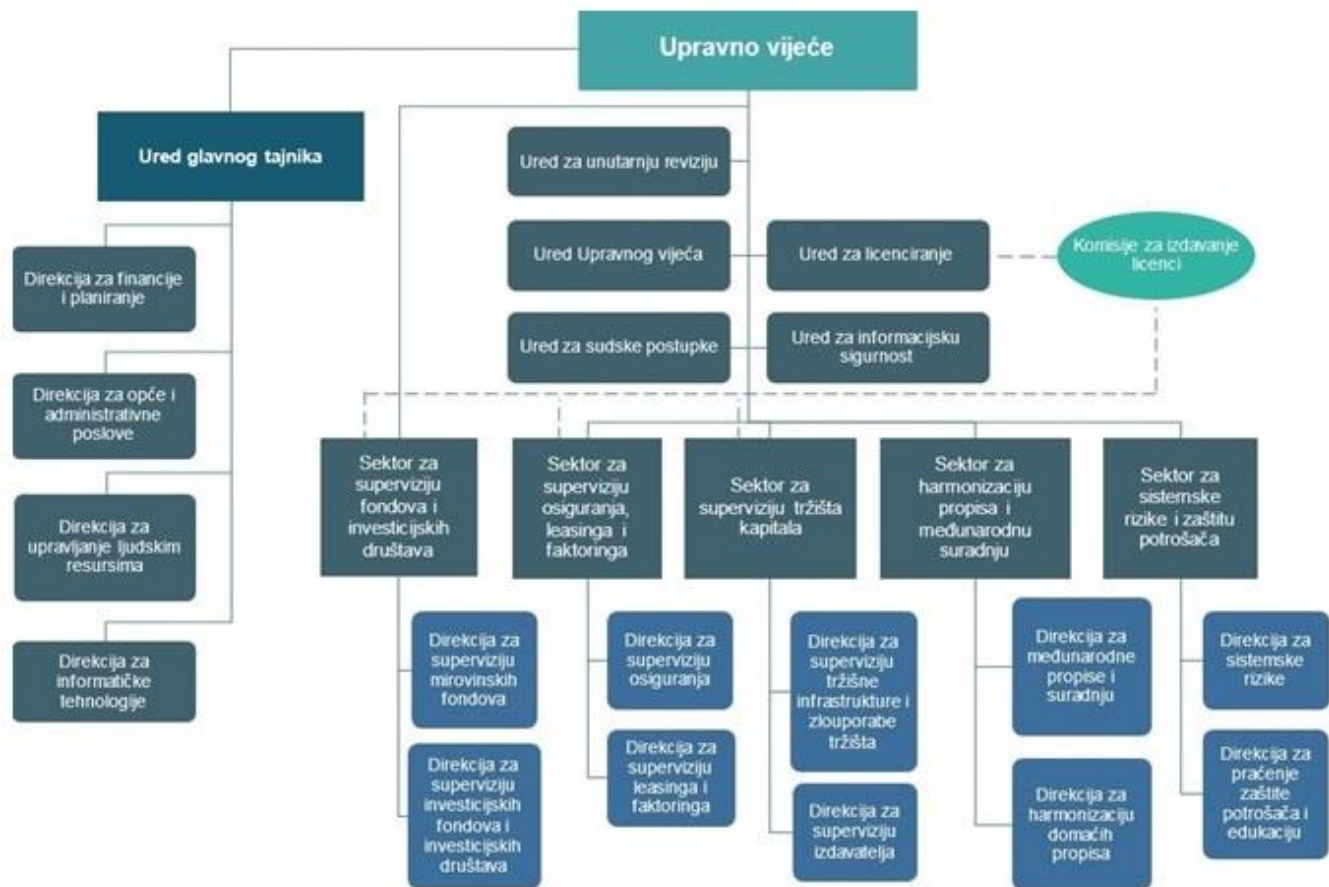 Upravno vijeće
Ured glavnog tajnika
Direkcija za financije
i planiranje
Direkcija za opće i
administrativne
poslove
Direkcija za
upravljanje ljudskim
resursima
Direkcija za
informatičke
tehnologije
Ured za unutarnju reviziju
Ured Upravnog vijeća
Ured za licenciranje
Komisije za izdavanje
licenci
Ured za sudske postupke
Ured za informacijsku
sigurnost
Sektor za
superviziju
fondova i
investicijskih
društava
Sektor za
superviziju
osiguranja,
leasinga i
faktoringa
Sektor za
superviziju tržišta
kapitala
Sektor za
harmonizaciju
propisa i
međunarodnu
suradnju
Sektor za
sistemske
rizike i zaštitu
potrošača
Direkcija za
superviziju
mirovinskih
fondova
Direkcija za
superviziju
investicijskih
fondova i
investicijskih
društava
Direkcija za
superviziju
osiguranja
Direkcija za
superviziju
leasinga i
faktoringa
Direkcija za
superviziju
tržišne
infrastrukture i
zlouporabe
tržišta
Direkcija za
superviziju
izdavatelja
Direkcija za
međunarodne
propise i
suradnju
Direkcija za
harmonizaciju
domaćih
propisa
Direkcija za
sistemske
rizike
Direkcija za
praćenje
zaštite
potrošača i
edukaciju